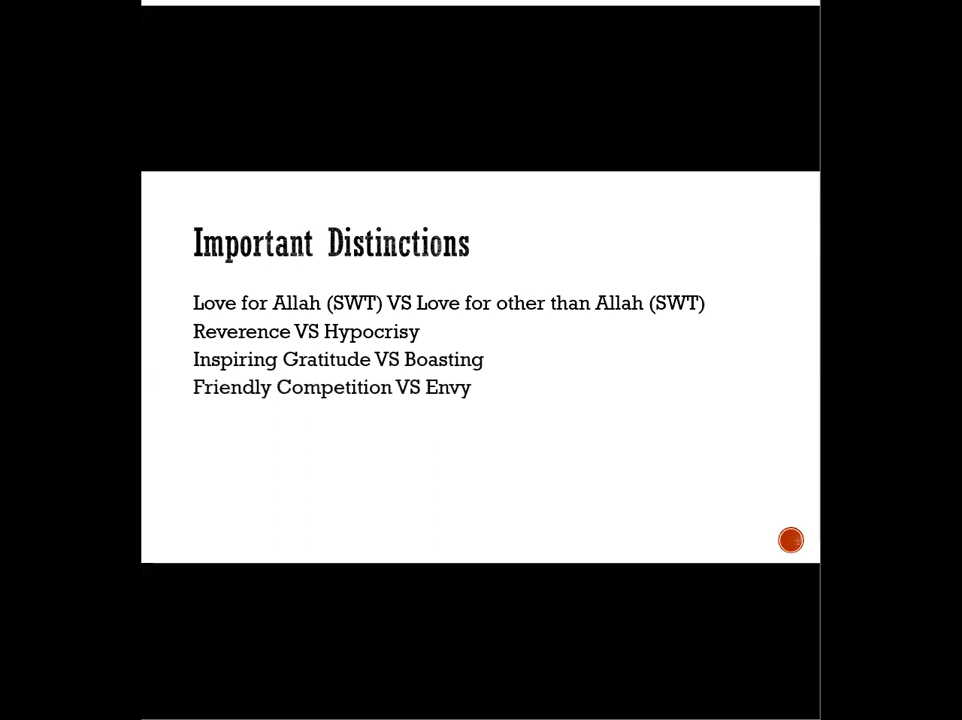 Important Distinctions
Love for Allah (SWT) VS Love for other than Allah (SWT)
Reverence VS Hypocrisy
Inspiring Gratitude VS Boasting
Friendly Competition VS Envy